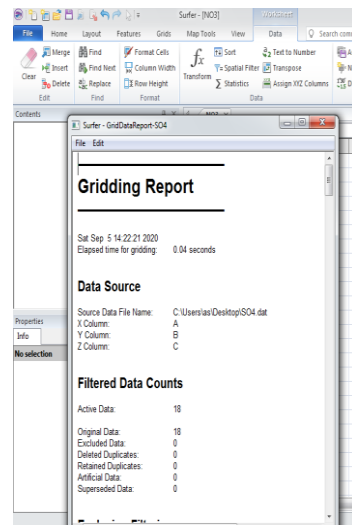 Surfer - [NO3]
Worksheet
File Home Layout Features Grids Map Tools View Data Search com
Clear
Merge
Insert
Delete
Edit
Find
Find Next
Replace
Find
Format Cells
Column Width
Row Height
Format
fx
Transform
Sort
Spatial Filter
Statistics
Text to Number
Transpose
Assign XYZ Columns
Data
Contents
NO3
Surfer - GridDataReport-SO4
File Edit
Gridding Report
Sat Sep 5 14:22:21 2020
Elapsed time for gridding: 0.04 seconds
Data Source
Source Data File Name: C:\Users\as\Desktop\SO4.dat
X Column: A
Y Column: B
Z Column: C
Filtered Data Counts
Active Data: 18
Original Data: 18
Excluded Data: 0
Deleted Duplicates: 0
Retained Duplicates: 0
Artificial Data: 0
Superseded Data: 0
Properties
Info
No selection